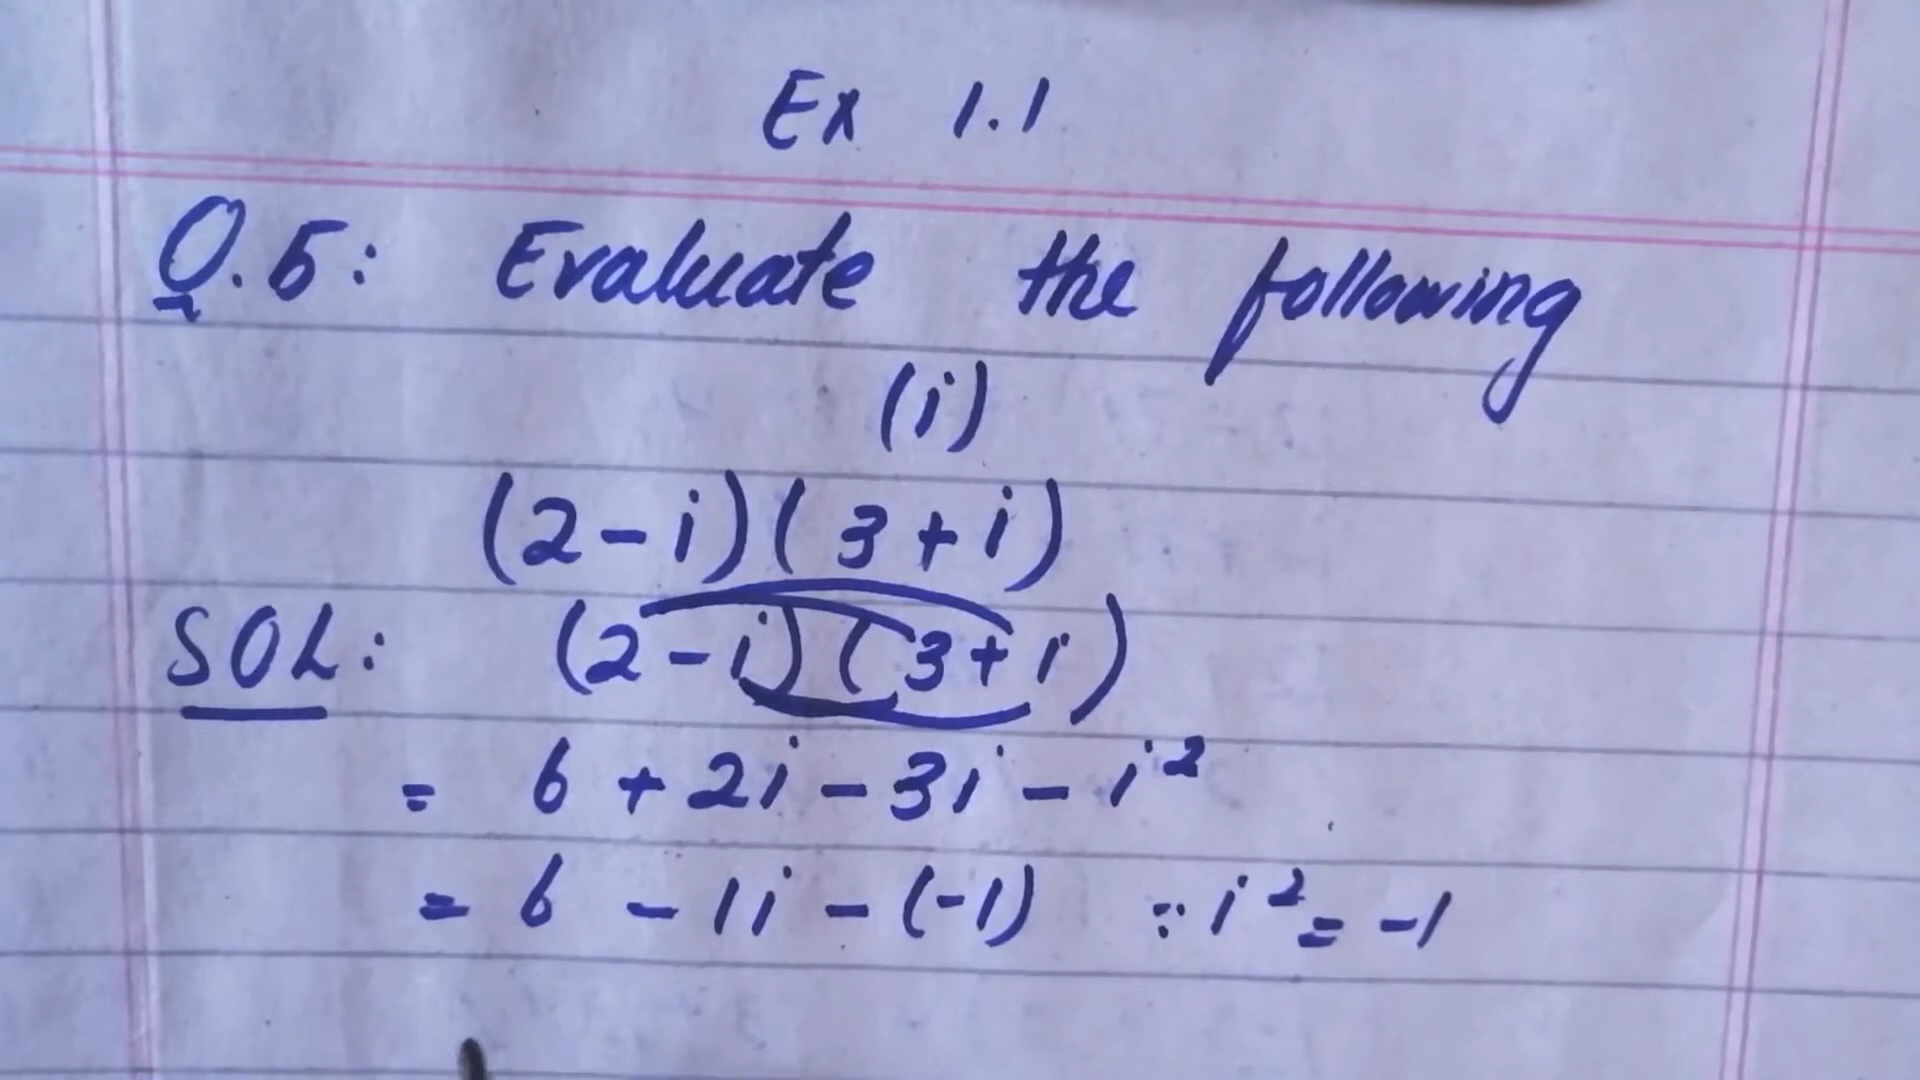 Ex 1.1
Q.5: Evaluate the following
(i)
(2-i)(3+i)
SOL: (2-i)(3+i)
= 6 + 2i - 3i - i²
= 6 - 1i - (-1) ∵ i² = -1